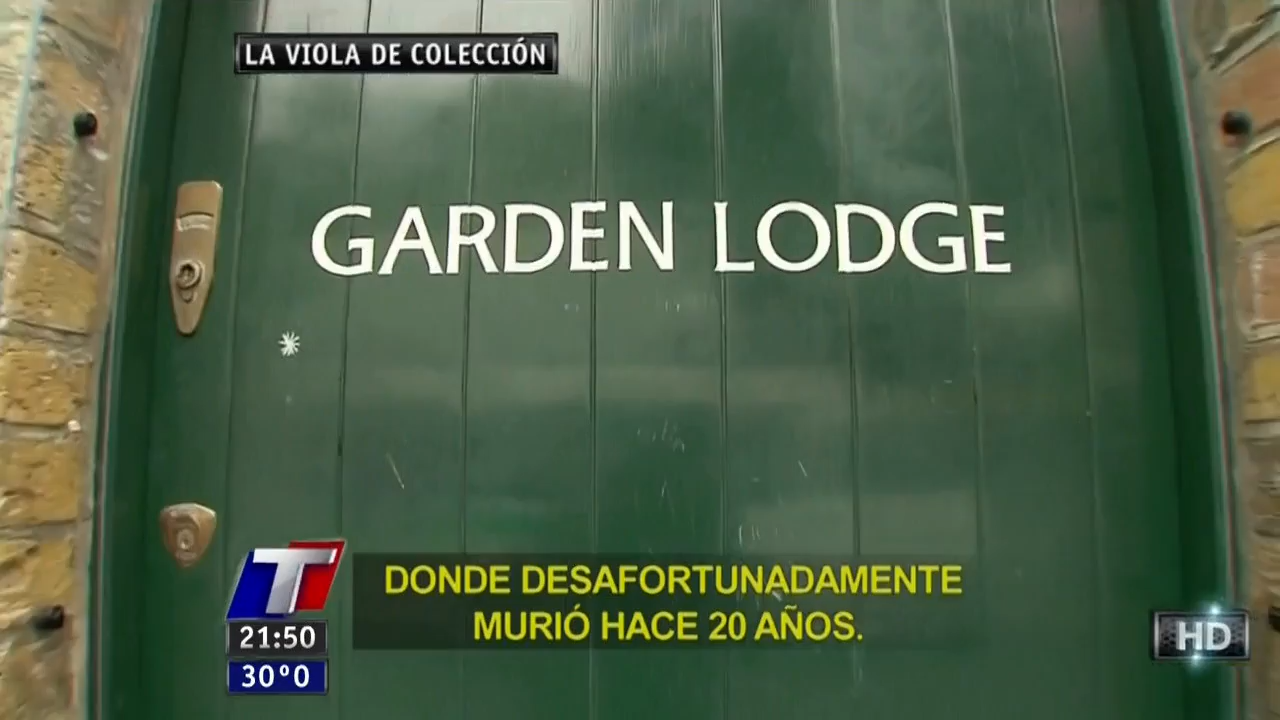 LA VIOLA DE COLECCIÓN
GARDEN LODGE
DONDE DESAFORTUNADAMENTE
MURIÓ HACE 20 AÑOS.
T
21:50
30°0
HD